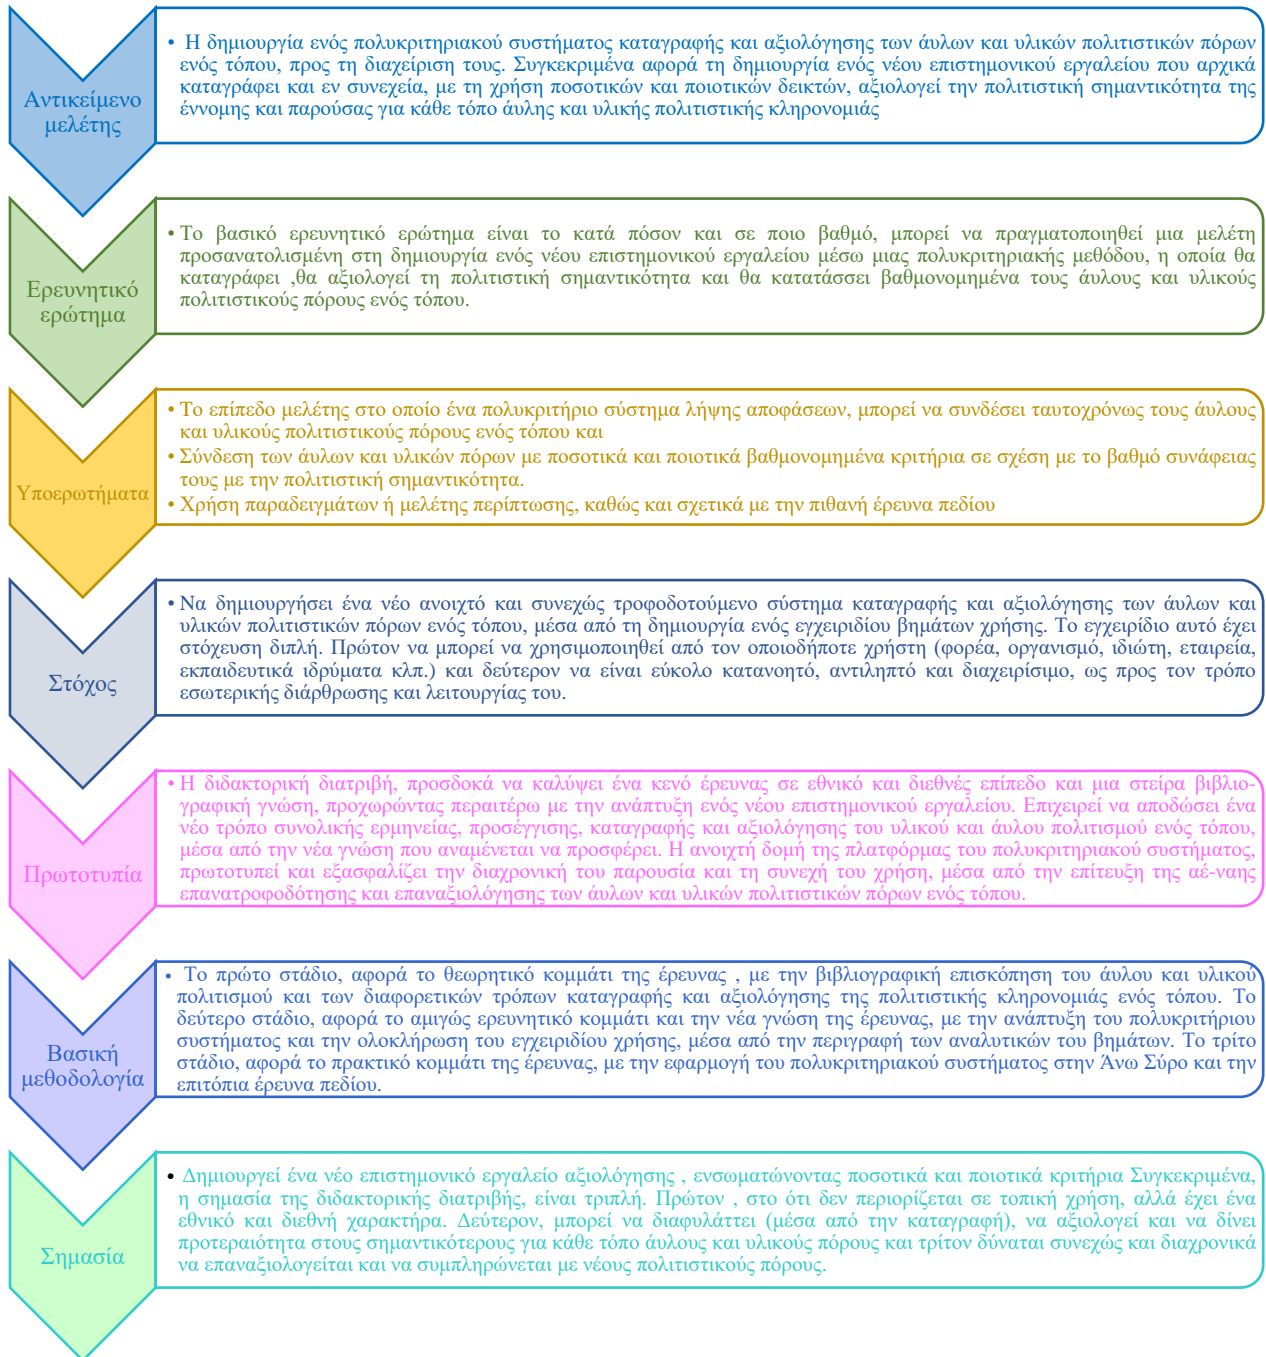 Αντικείμενο
μελέτης
• Η δημιουργία ενός πολυκριτηριακού συστήματος καταγραφής και αξιολόγησης των άυλων και υλικών πολιτιστικών πόρων
ενός τόπου, προς τη διαχείριση τους. Συγκεκριμένα αφορά τη δημιουργία ενός νέου επιστημονικού εργαλείου που αρχικά
καταγράφει και εν συνεχεία, με τη χρήση ποσοτικών και ποιοτικών δεικτών, αξιολογεί την πολιτιστική σημαντικότητα της
έννομης και παρούσας για κάθε τόπο άυλης και υλικής πολιτιστικής κληρονομιάς
Ερευνητικό
ερώτημα
• Το βασικό ερευνητικό ερώτημα είναι το κατά πόσον και σε ποιο βαθμό, μπορεί να πραγματοποιηθεί μια μελέτη
προσανατολισμένη στη δημιουργία ενός νέου επιστημονικού εργαλείου μέσω μιας πολυκριτηριακής μεθόδου, η οποία θα
καταγράφει ,θα αξιολογεί τη πολιτιστική σημαντικότητα και θα κατατάσσει βαθμονομημένα τους άυλους και υλικούς
πολιτιστικούς πόρους ενός τόπου.
Υποερωτήματα
• Το επίπεδο μελέτης στο οποίο ένα πολυκριτήριο σύστημα λήψης αποφάσεων, μπορεί να συνδέσει ταυτοχρόνως τους άυλους
και υλικούς πολιτιστικούς πόρους ενός τόπου και
• Σύνδεση των άυλων και υλικών πόρων με ποσοτικά και ποιοτικά βαθμονομημένα κριτήρια σε σχέση με το βαθμό συνάφειας
τους με την πολιτιστική σημαντικότητα.
• Χρήση παραδειγμάτων ή μελέτης περίπτωσης, καθώς και σχετικά με την πιθανή έρευνα πεδίου
Στόχος
• Να δημιουργήσει ένα νέο ανοιχτό και συνεχώς τροφοδοτούμενο σύστημα καταγραφής και αξιολόγησης των άυλων και
υλικών πολιτιστικών πόρων ενός τόπου, μέσα από τη δημιουργία ενός εγχειριδίου βημάτων χρήσης. Το εγχειρίδιο αυτό έχει
στόχευση διπλή. Πρώτον να μπορεί να χρησιμοποιηθεί από τον οποιοδήποτε χρήστη (φορέα, οργανισμό, ιδιώτη, εταιρεία,
εκπαιδευτικά ιδρύματα κλπ.) και δεύτερον να είναι εύκολο κατανοητό, αντιληπτό και διαχειρίσιμο, ως προς τον τρόπο
εσωτερικής διάρθρωσης και λειτουργίας του.
Πρωτοτυπία
• Η διδακτορική διατριβή, προσδοκά να καλύψει ένα κενό έρευνας σε εθνικό και διεθνές επίπεδο και μια στείρα βιβλιο-
γραφική γνώση, προχωρώντας περαιτέρω με την ανάπτυξη ενός νέου επιστημονικού εργαλείου. Επιχειρεί να αποδώσει ένα
νέο τρόπο συνολικής ερμηνείας, προσέγγισης, καταγραφής και αξιολόγησης του υλικού και άυλου πολιτισμού ενός τόπου,
μέσα από την νέα γνώση που αναμένεται να προσφέρει. Η ανοιχτή δομή της πλατφόρμας του πολυκριτηριακού συστήματος,
πρωτοτυπεί και εξασφαλίζει την διαχρονική του παρουσία και τη συνεχή του χρήση, μέσα από την επίτευξη της αέ-ναης
επανατροφοδότησης και επαναξιολόγησης των άυλων και υλικών πολιτιστικών πόρων ενός τόπου.
Βασική
μεθοδολογία
• Το πρώτο στάδιο, αφορά το θεωρητικό κομμάτι της έρευνας , με την βιβλιογραφική επισκόπηση του άυλου και υλικού
πολιτισμού και των διαφορετικών τρόπων καταγραφής και αξιολόγησης της πολιτιστικής κληρονομιάς ενός τόπου. Το
δεύτερο στάδιο, αφορά το αμιγώς ερευνητικό κομμάτι και την νέα γνώση της έρευνας, με την ανάπτυξη του πολυκριτήριου
συστήματος και την ολοκλήρωση του εγχειριδίου χρήσης, μέσα από την περιγραφή των αναλυτικών του βημάτων. Το τρίτο
στάδιο, αφορά το πρακτικό κομμάτι της έρευνας, με την εφαρμογή του πολυκριτηριακού συστήματος στην Άνω Σύρο και την
επιτόπια έρευνα πεδίου.
Σημασία
• Δημιουργεί ένα νέο επιστημονικό εργαλείο αξιολόγησης , ενσωματώνοντας ποσοτικά και ποιοτικά κριτήρια Συγκεκριμένα,
η σημασία της διδακτορικής διατριβής, είναι τριπλή. Πρώτον , στο ότι δεν περιορίζεται σε τοπική χρήση, αλλά έχει ένα
εθνικό και διεθνή χαρακτήρα. Δεύτερον, μπορεί να διαφυλάττει (μέσα από την καταγραφή), να αξιολογεί και να δίνει
προτεραιότητα στους σημαντικότερους για κάθε τόπο άυλους και υλικούς πόρους και τρίτον δύναται συνεχώς και διαχρονικά
να επαναξιολογείται και να συμπληρώνεται με νέους πολιτιστικούς πόρους.